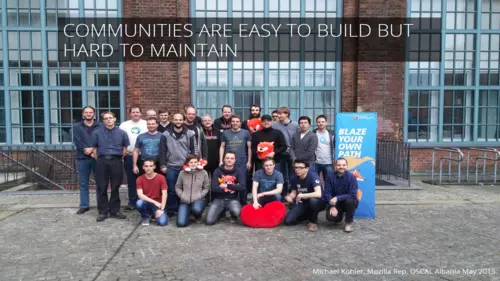 COMMUNITIES ARE EASY TO BUILD BUT
HARD TO MAINTAIN
BLAZE
YOUR
OWN
PATH
Michael Kohler, Mozilla Rep, OSCAL Albania May 2015